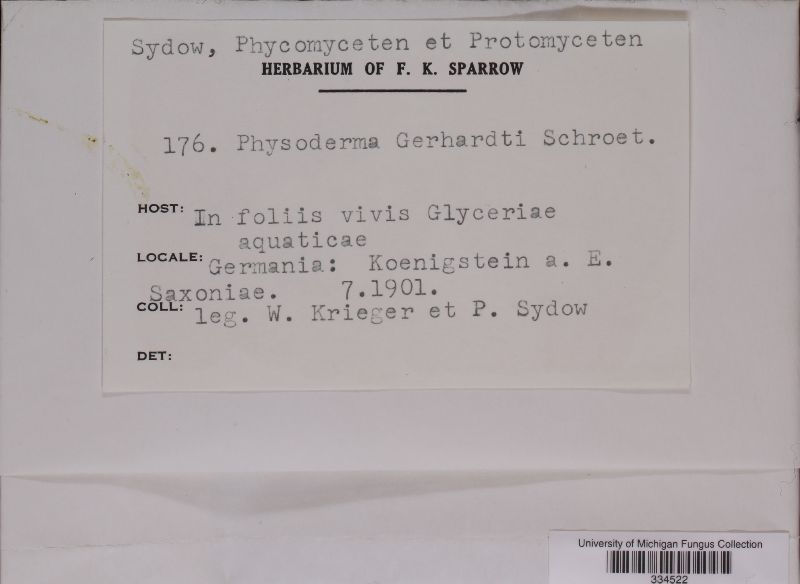 Sydow, Phycomyceten et Protomyceten
HERBARIUM OF F. K. SPARROW
176. Physoderma Gerhardti Schroet.
HOST: In foliis vivis Glyceriae
aquaticae
LOCALE: Germania: Koenigstein a. E.
Saxoniae. 7.1901.
COLL: leg. W. Krieger et P. Sydow
DET:
University of Michigan Fungus Collection
334522